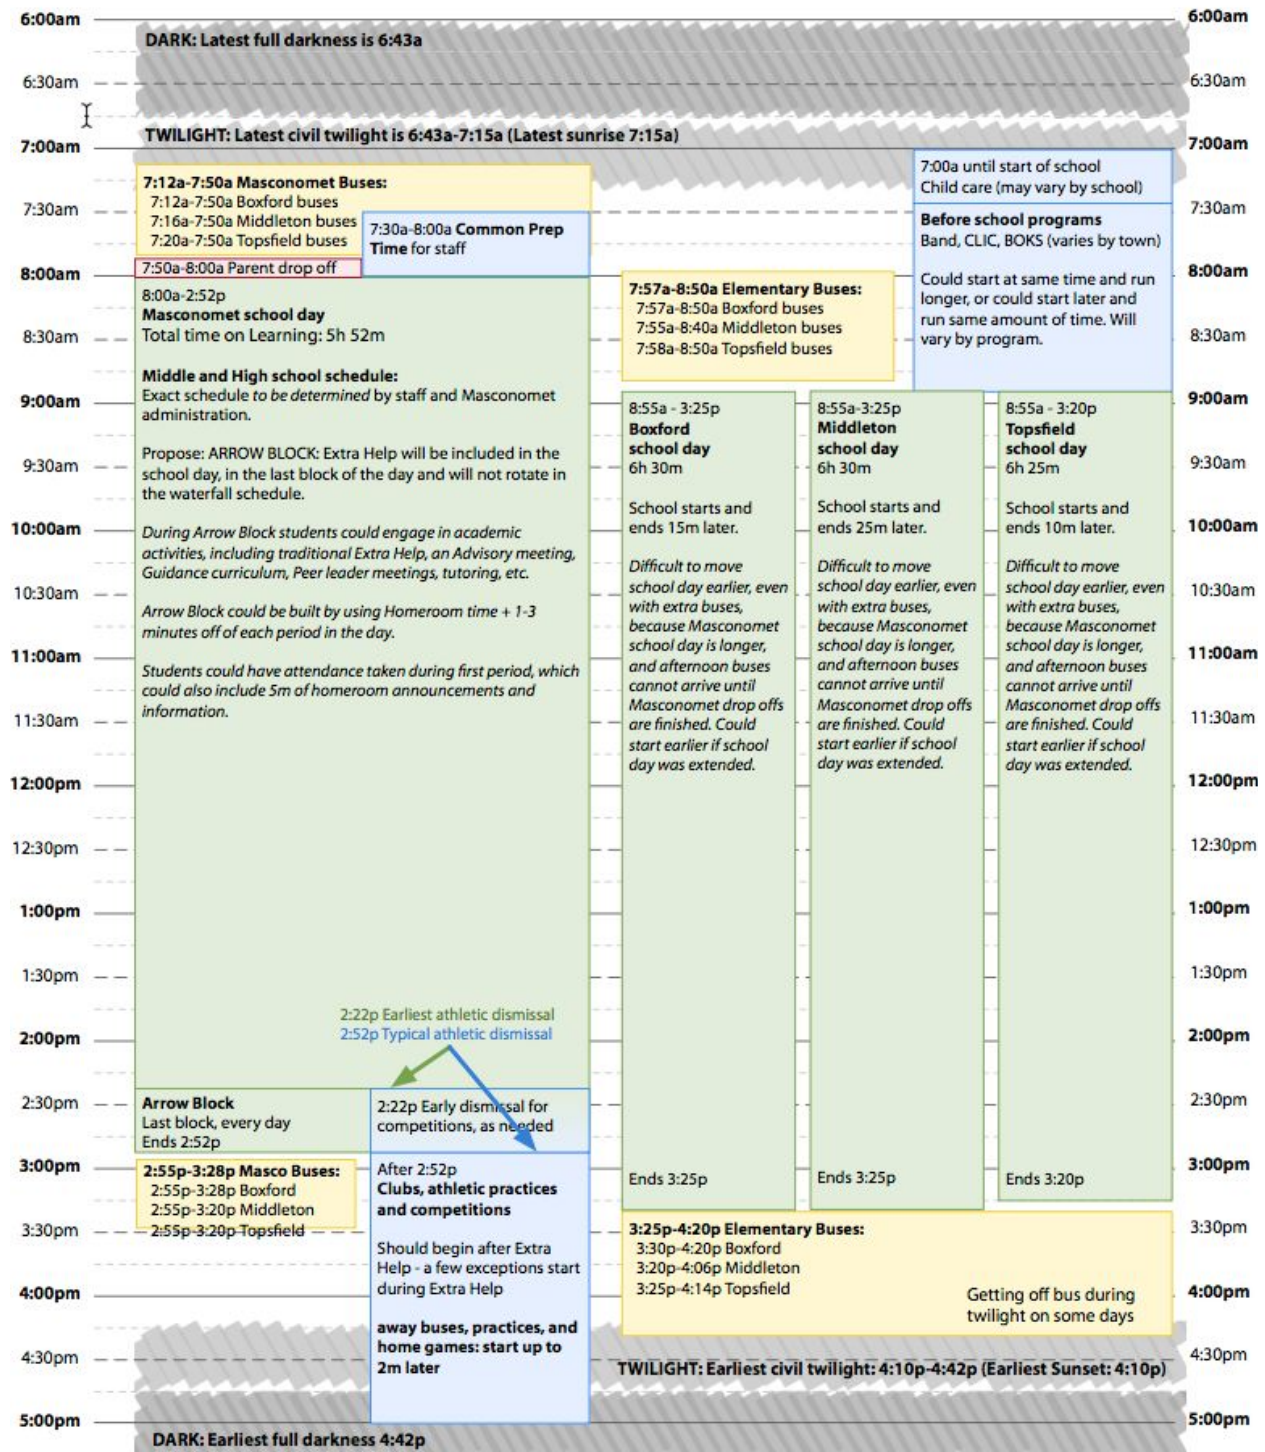 6:00am
6:30am
7:00am
7:30am
8:00am
8:30am
9:00am
9:30am
10:00am
10:30am
11:00am
11:30am
12:00pm
12:30pm
1:00pm
1:30pm
2:00pm
2:30pm
3:00pm
3:30pm
4:00pm
4:30pm
5:00pm
DARK: Latest full darkness is 6:43a
TWILIGHT: Latest civil twilight is 6:43a-7:15a (Latest sunrise 7:15a)
7:12a-7:50a Masconomet Buses:
7:12a-7:50a Boxford buses
7:16a-7:50a Middleton buses
7:20a-7:50a Topsfield buses
7:30a-8:00a Common Prep
Time for staff
7:50a-8:00a Parent drop off
8:00a-2:52p
Masconomet school day
Total time on Learning: 5h 52m
Middle and High school schedule:
Exact schedule to be determined by staff and Masconomet
administration.
Propose: ARROW BLOCK: Extra Help will be included in the
school day, in the last block of the day and will not rotate in
the waterfall schedule.
During Arrow Block students could engage in academic
activities, including traditional Extra Help, an Advisory meeting,
Guidance curriculum, Peer leader meetings, tutoring, etc.
Arrow Block could be built by using Homeroom time + 1-3
minutes off of each period in the day.
Students could have attendance taken during first period, which
could also include 5m of homeroom announcements and
information.
2:22p Earliest athletic dismissal
2:52p Typical athletic dismissal
Arrow Block
Last block, every day
Ends 2:52p
2:22p Early dismissal for
competitions, as needed
2:55p-3:28p Masco Buses:
2:55p-3:28p Boxford
2:55p-3:20p Middleton
2:55p-3:20p Topsfield
After 2:52p
Clubs, athletic practices
and competitions
Should begin after Extra
Help - a few exceptions start
during Extra Help
away buses, practices, and
home games: start up to
2m later
7:00a until start of school
Child care (may vary by school)
Before school programs
Band, CLIC, BOKS (varies by town)
Could start at same time and run
longer, or could start later and
run same amount of time. Will
vary by program.
7:57a-8:50a Elementary Buses:
7:57a-8:50a Boxford buses
7:55a-8:40a Middleton buses
7:58a-8:50a Topsfield buses
8:55a - 3:25p
Boxford
school day
6h 30m
School starts and
ends 15m later.
Difficult to move
school day earlier, even
with extra buses,
because Masconomet
school day is longer,
and afternoon buses
cannot arrive until
Masconomet drop offs
are finished. Could
start earlier if school
day was extended.
Ends 3:25p
8:55a-3:25p
Middleton
school day
6h 30m
School starts and
ends 25m later.
Difficult to move
school day earlier, even
with extra buses,
because Masconomet
school day is longer,
and afternoon buses
cannot arrive until
Masconomet drop offs
are finished. Could
start earlier if school
day was extended.
Ends 3:25p
8:55a - 3:20p
Topsfield
school day
6h 25m
School starts and
ends 10m later.
Difficult to move
school day earlier, even
with extra buses,
because Masconomet
school day is longer,
and afternoon buses
cannot arrive until
Masconomet drop offs
are finished. Could
start earlier if school
day was extended.
Ends 3:20p
3:25p-4:20p Elementary Buses:
3:30p-4:20p Boxford
3:20p-4:06p Middleton
3:25p-4:14p Topsfield
Getting off bus during
twilight on some days
TWILIGHT: Earliest civil twilight: 4:10p-4:42p (Earliest Sunset: 4:10p)
DARK: Earliest full darkness 4:42p
6:00am
6:30am
7:00am
7:30am
8:00am
8:30am
9:00am
9:30am
10:00am
10:30am
11:00am
11:30am
12:00pm
12:30pm
1:00pm
1:30pm
2:00pm
2:30pm
3:00pm
3:30pm
4:00pm
4:30pm
5:00pm